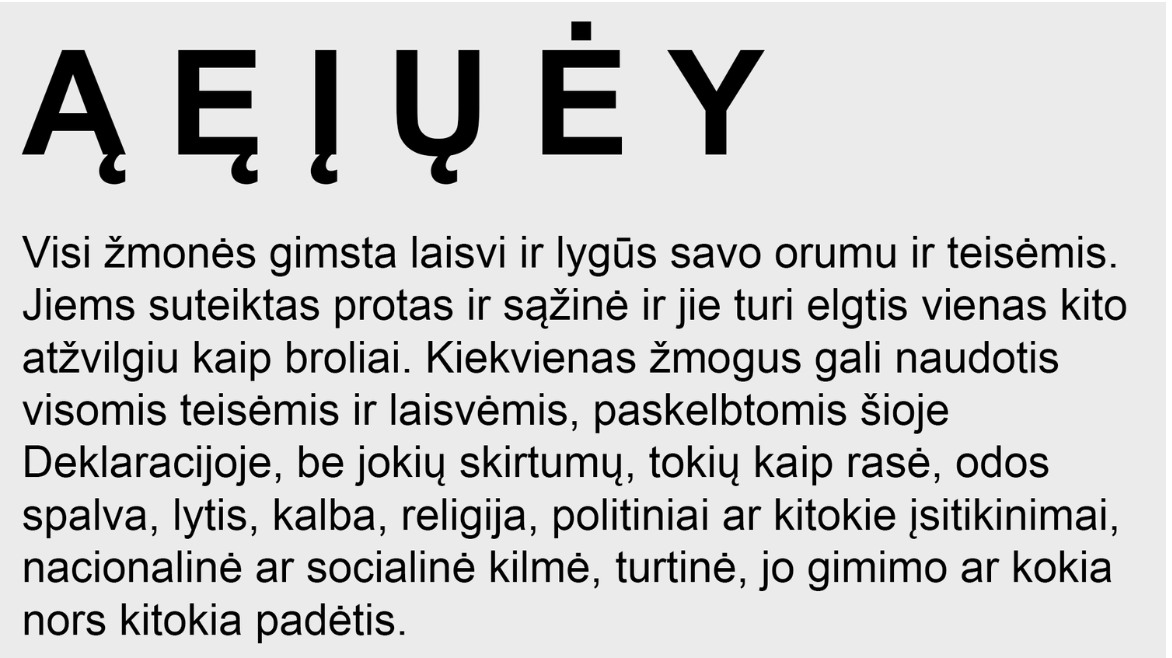 Ą Ę Į Ų Ė Y
Visi žmonės gimsta laisvi ir lygūs savo orumu ir teisėmis.
Jiems suteiktas protas ir sąžinė ir jie turi elgtis vienas kito
atžvilgiu kaip broliai. Kiekvienas žmogus gali naudotis
visomis teisėmis ir laisvėmis, paskelbtomis šioje
Deklaracijoje, be jokių skirtumų, tokių kaip rasė, odos
spalva, lytis, kalba, religija, politiniai ar kitokie įsitikinimai,
nacionalinė ar socialinė kilmė, turtinė, jo gimimo ar kokia
nors kitokia padėtis.